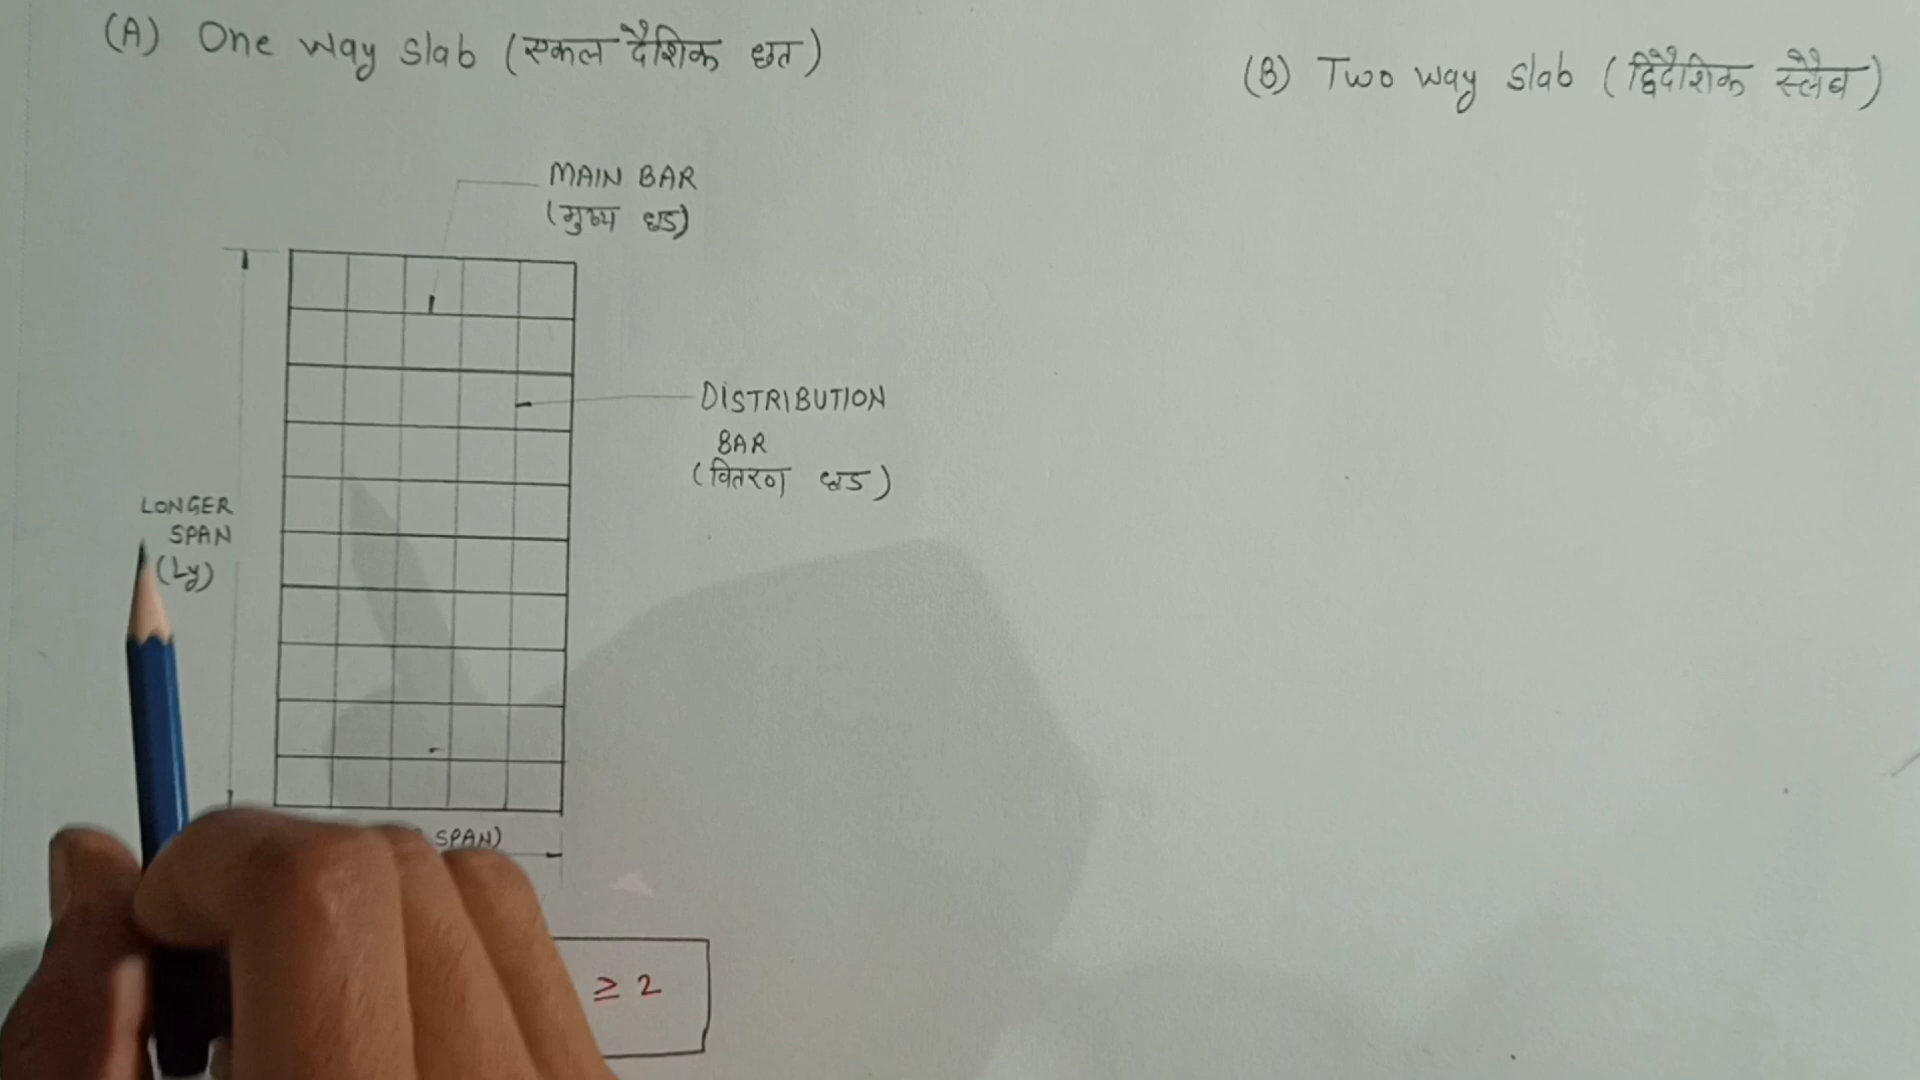 (A) One way slab (एकल दैशिक छत)
(B) Two way slab (द्विदैशिक स्लैब)
MAIN BAR
(मुख्य छड)
DISTRIBUTION
BAR
(वितरण छड)
LONGER
SPAN
(Ly)
SPAN)
≥ 2